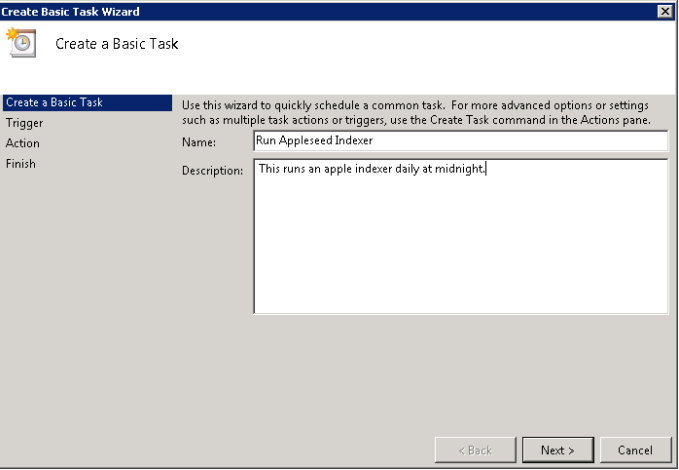 Create Basic Task Wizard
Create a Basic Task
Create a Basic Task
Trigger
Action
Finish
Use this wizard to quickly schedule a common task. For more advanced options or settings
such as multiple task actions or triggers, use the Create Task command in the Actions pane.
Name: Run Appleseed Indexer
Description: This runs an apple indexer daily at midnight.
< Back Next > Cancel